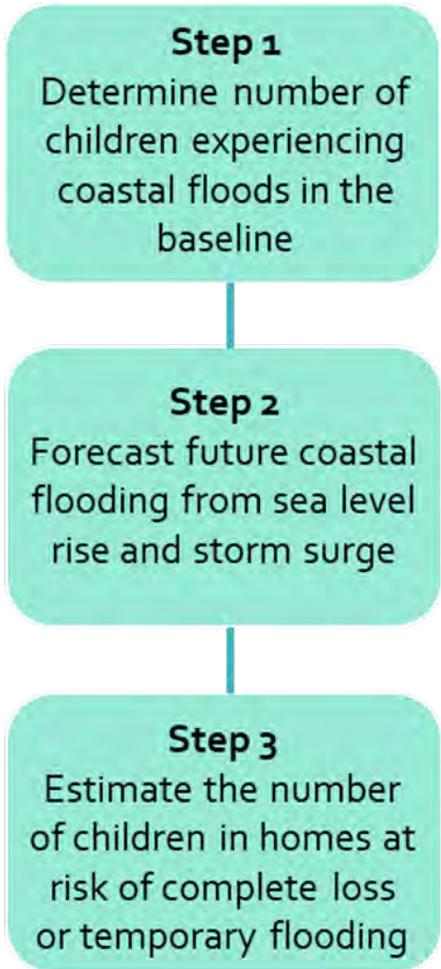 Step 1
Determine number of
children experiencing
coastal floods in the
baseline
Step 2
Forecast future coastal
flooding from sea level
rise and storm surge
Step 3
Estimate the number
of children in homes at
risk of complete loss
or temporary flooding